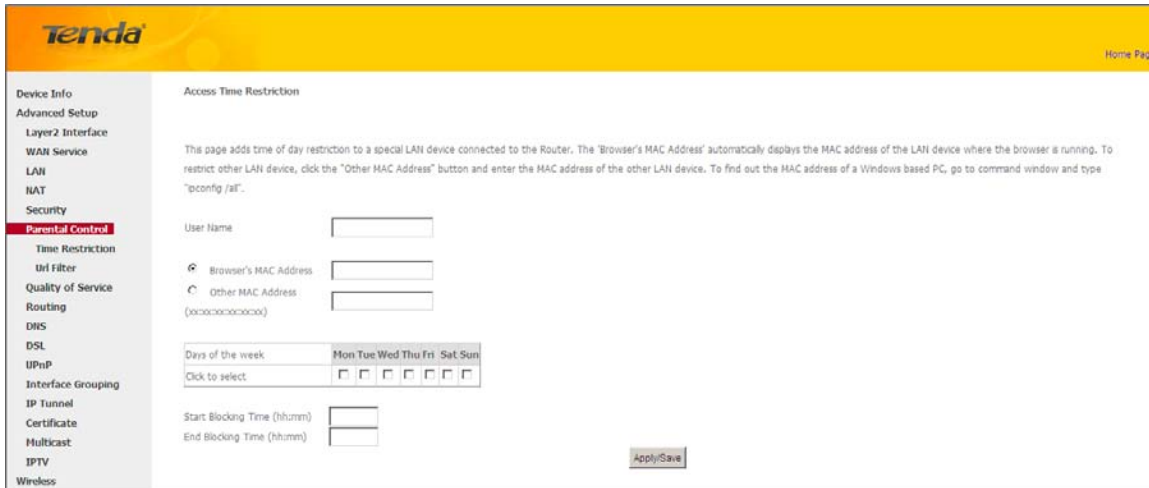 Tenda
Home Pag
Device Info
Advanced Setup
Layer2 Interface
WAN Service
LAN
NAT
Security
Parental Control
Time Restriction
Url Filter
Quality of Service
Routing
DNS
DSL
UPnP
Interface Grouping
IP Tunnel
Certificate
Multicast
IPTV
Wireless
Access Time Restriction
This page adds time of day restriction to a special LAN device connected to the Router. The 'Browser's MAC Address' automatically displays the MAC address of the LAN device where the browser is running. To
restrict other LAN device, click the "Other MAC Address" button and enter the MAC address of the other LAN device. To find out the MAC address of a Windows based PC, go to command window and type
"ipconfig /all".
User Name
Browser's MAC Address
Other MAC Address
(xx:xx:xx:xx:xx:xx)
Days of the week Mon Tue Wed Thu Fri Sat Sun
Click to select
Start Blocking Time (hh:mm)
End Blocking Time (hh:mm)
Apply/Save